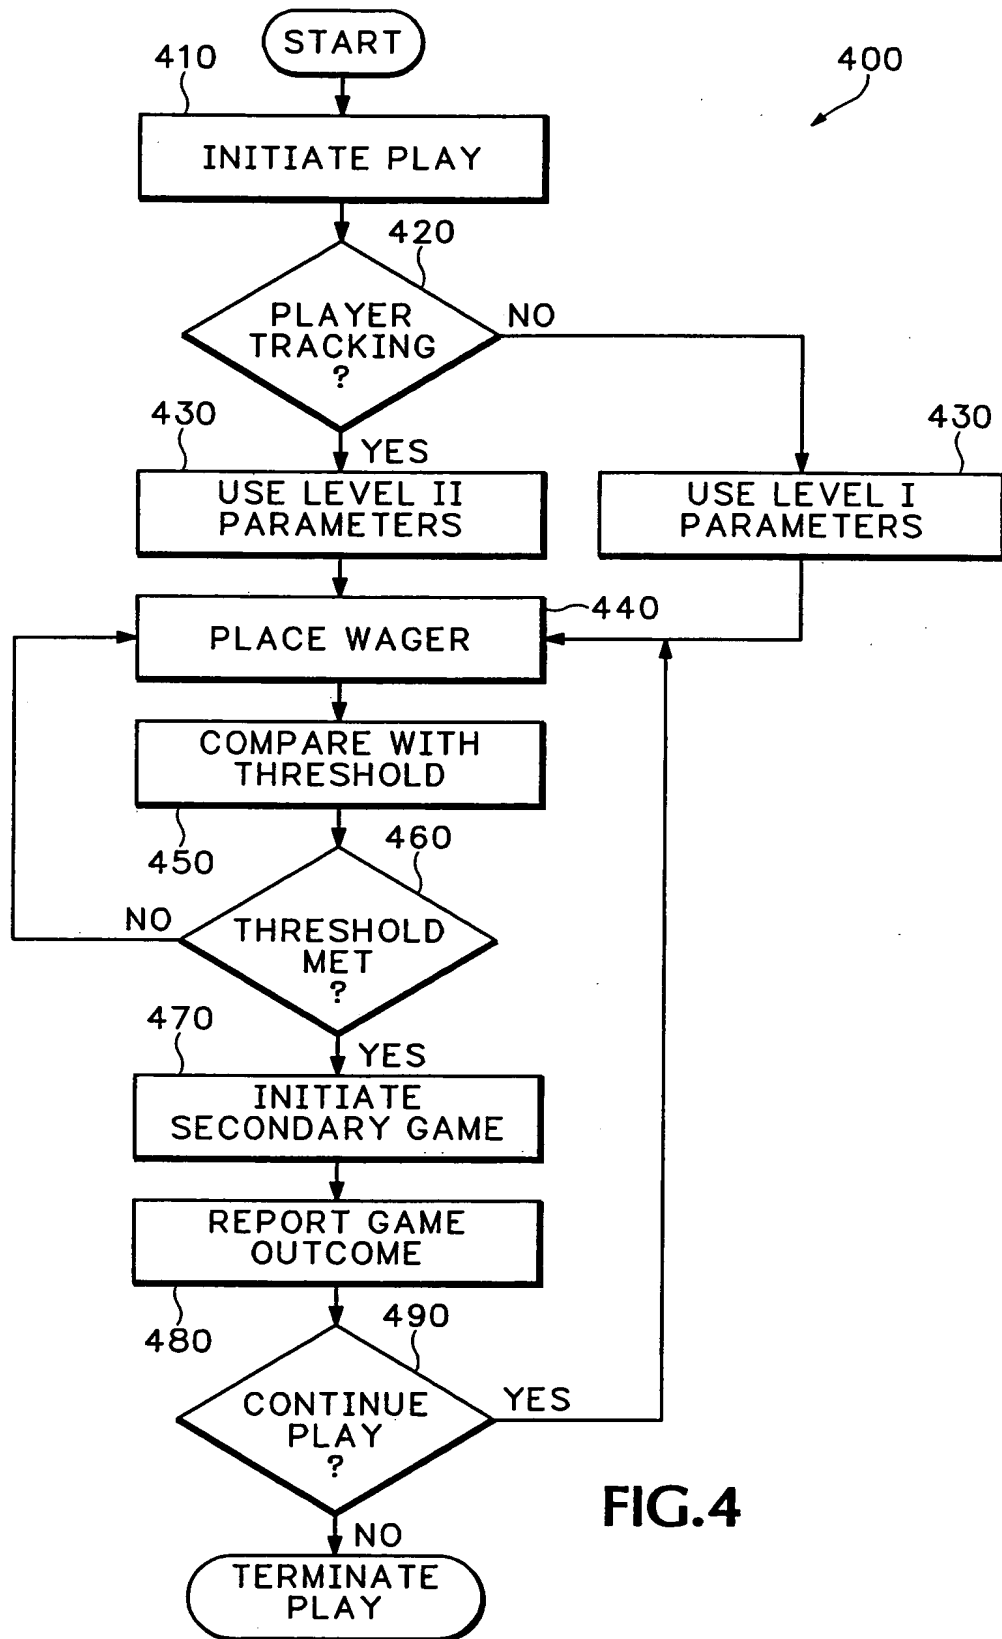 START
410
400
INITIATE PLAY
420
PLAYER
TRACKING
?
NO
430
YES
430
USE LEVEL II
PARAMETERS
USE LEVEL I
PARAMETERS
440
PLACE WAGER
COMPARE WITH
THRESHOLD
450
460
NO
THRESHOLD
MET
?
470
YES
INITIATE
SECONDARY GAME
REPORT GAME
OUTCOME
480
490
YES
CONTINUE
PLAY
?
FIG.4
NO
TERMINATE
PLAY